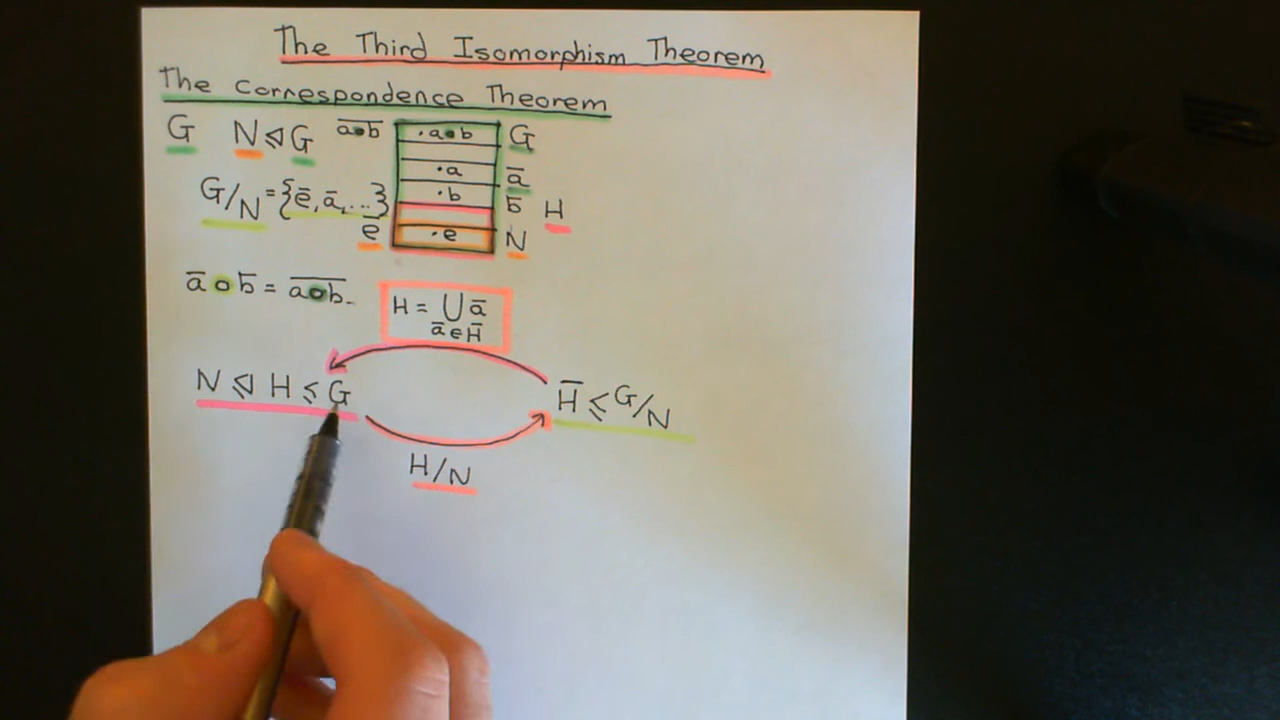 The Third Isomorphism Theorem
The Correspondence Theorem
G N⊲G a∘b ·a∘b G
·a ā
G/N={ē,ā,...} ·b b̄ H
ē ·e N
ā∘b̄ = a∘b.
H = ⋃ ā
ā∈H̄
N ⊴ H ≤ G H̄ ≤ G/N
H/N